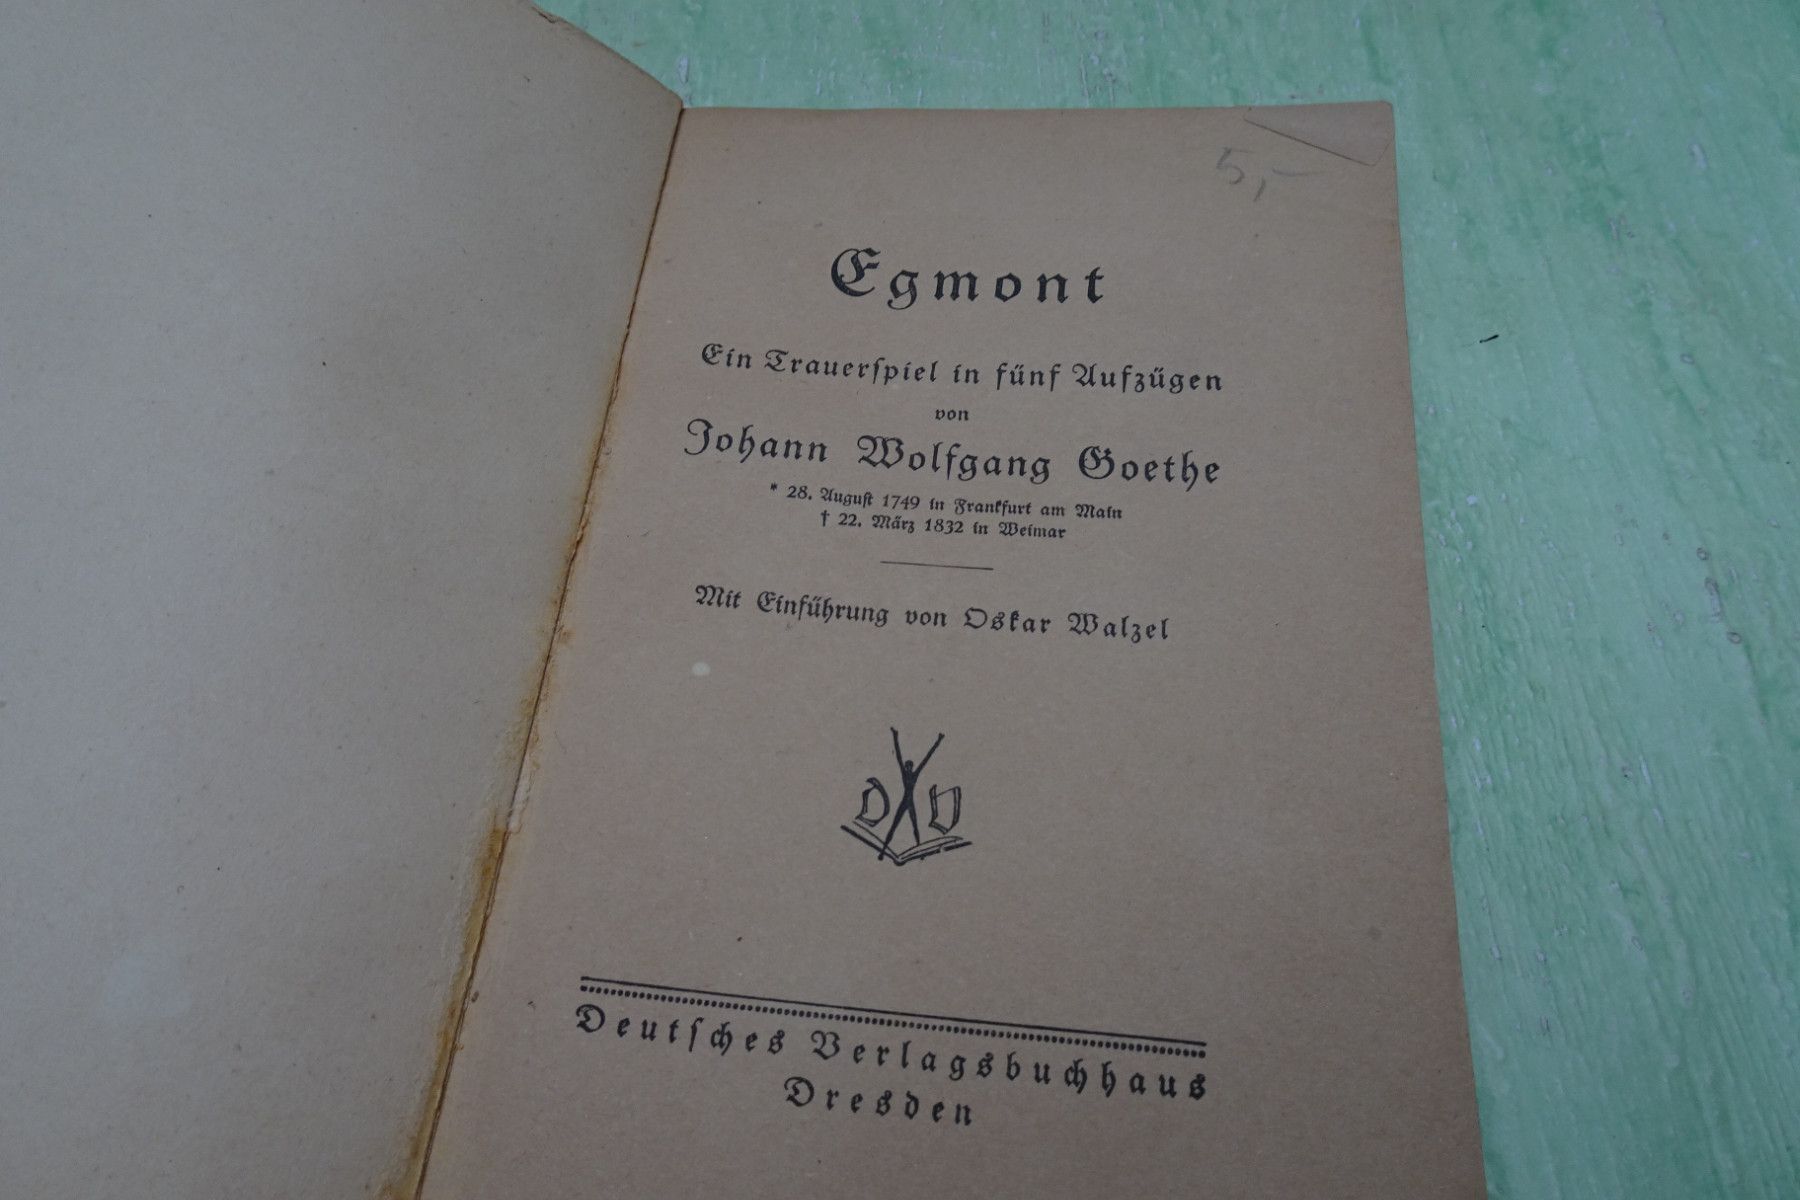 5,-
Egmont
Ein Trauerſpiel in fünf Aufzügen
von
Johann Wolfgang Goethe
* 28. Auguſt 1749 in Frankfurt am Main
† 22. März 1832 in Weimar
Mit Einführung von Oskar Walzel
D V
Deutſches Verlagsbuchhaus
Dresden